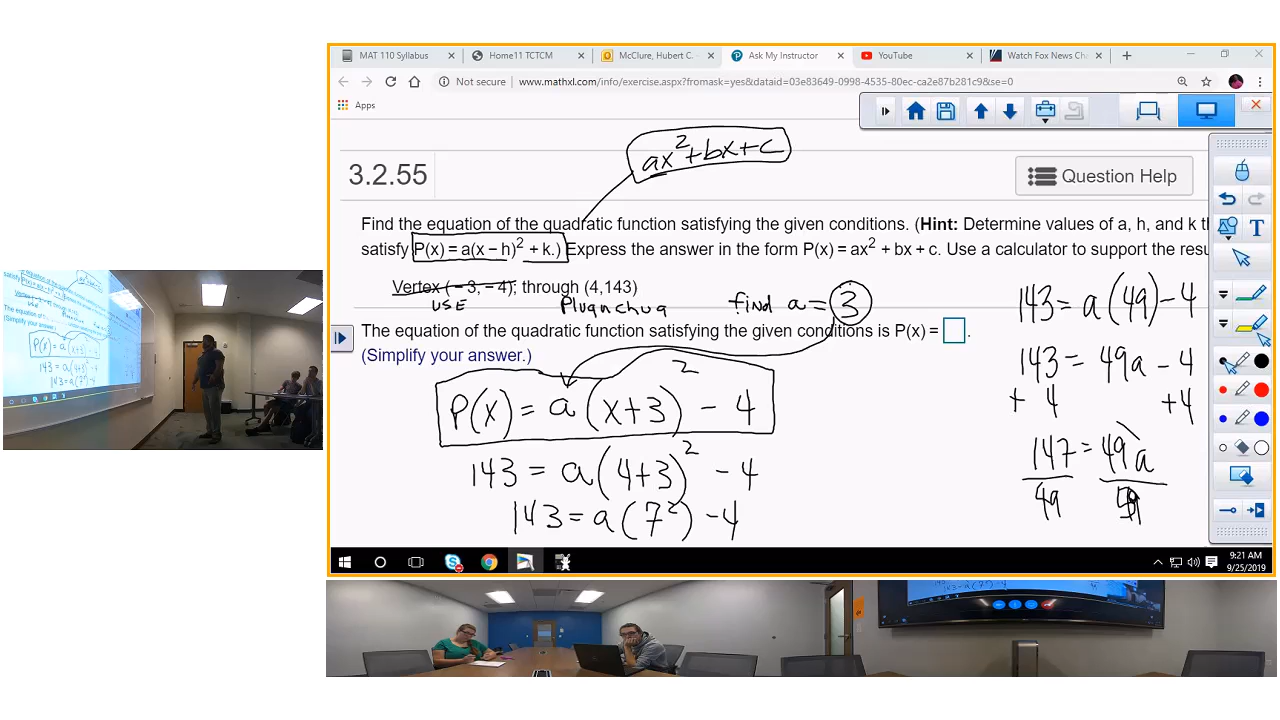 MAT 110 Syllabus
Home11 TCTCM
McClure, Hubert C. -
Ask My Instructor
YouTube
Watch Fox News Cha
Not secure | www.mathxl.com/info/exercise.aspx?fromask=yes&dataid=03e83649-0998-4535-80ec-ca2e87b281c9&se=0
Apps
ax²+bx+c
3.2.55
Question Help
Find the equation of the quadratic function satisfying the given conditions. (Hint: Determine values of a, h, and k th
satisfy P(x) = a(x − h)² + k.) Express the answer in the form P(x) = ax² + bx + c. Use a calculator to support the resu
Vertex (−3, −4); through (4,143)
USE
find a = 3
The equation of the quadratic function satisfying the given conditions is P(x) = .
(Simplify your answer.)
P(x) = a(x+3)² − 4
143 = a(4+3)² − 4
143 = a(7²) − 4
143 = a(49) − 4
143 = 49a − 4
+ 4 +4
147 = 49a
49
T
9:21 AM
9/25/2019